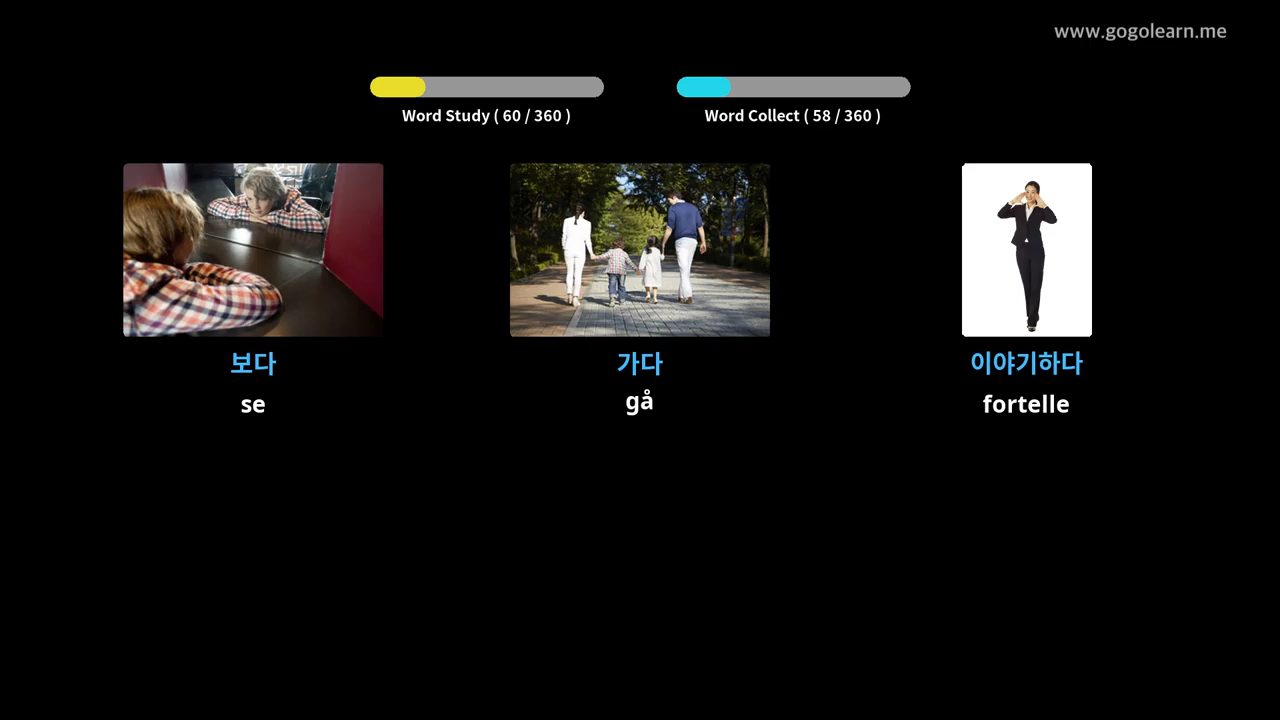 www.gogolearn.me
Word Study ( 60 / 360 )
Word Collect ( 58 / 360 )
보다
가다
이야기하다
se
gå
fortelle